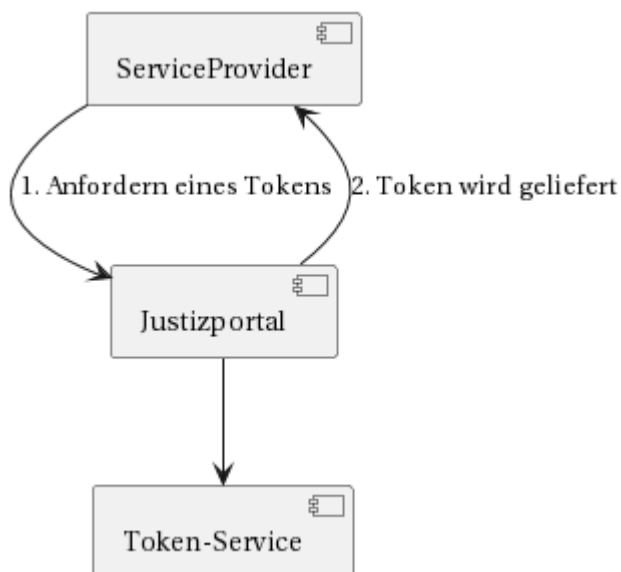 ServiceProvider
1. Anfordern eines Tokens
2. Token wird geliefert
Justizportal
Token-Service